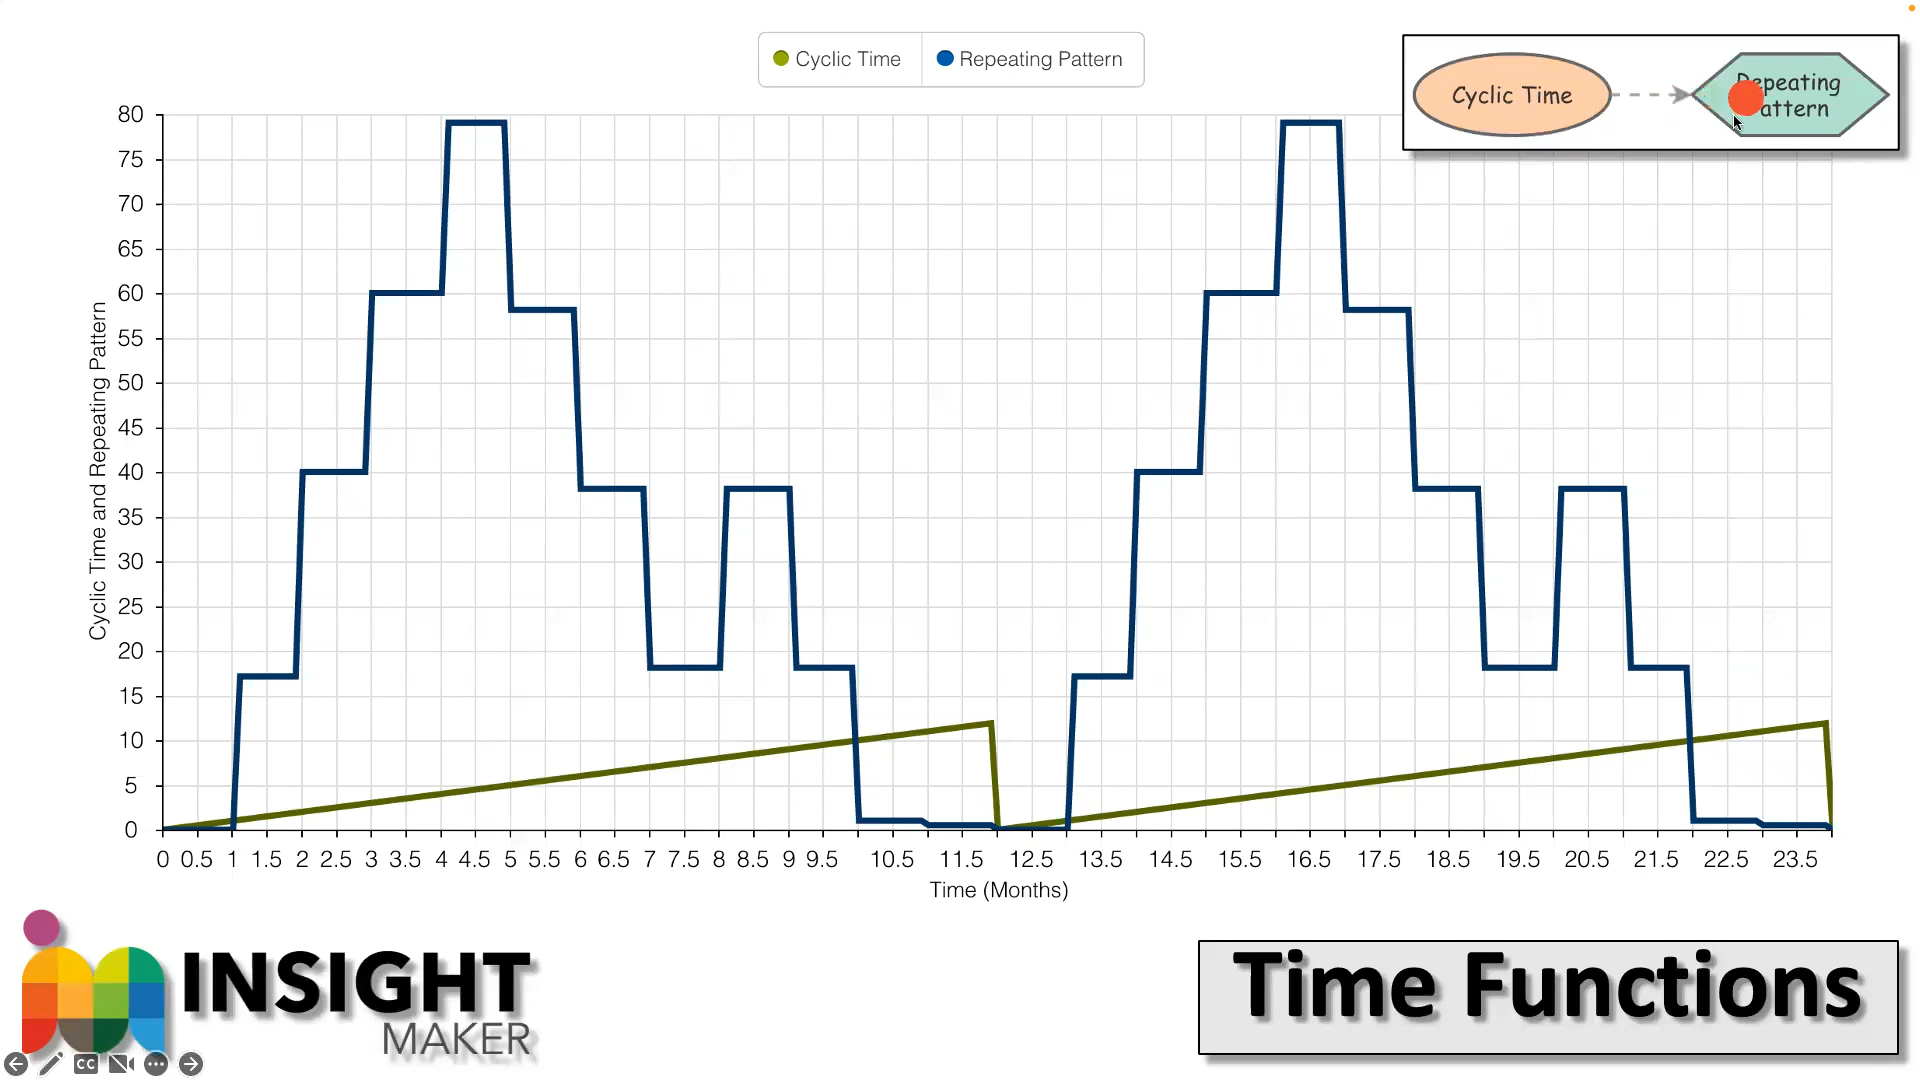 Cyclic Time
Repeating Pattern
Cyclic Time
epeating
attern
80
75
70
65
60
55
50
45
40
35
30
25
20
15
10
5
0
Cyclic Time and Repeating Pattern
0 0.5 1 1.5 2 2.5 3 3.5 4 4.5 5 5.5 6 6.5 7 7.5 8 8.5 9 9.5 10.5 11.5 12.5 13.5 14.5 15.5 16.5 17.5 18.5 19.5 20.5 21.5 22.5 23.5
Time (Months)
INSIGHT
MAKER
Time Functions
CC